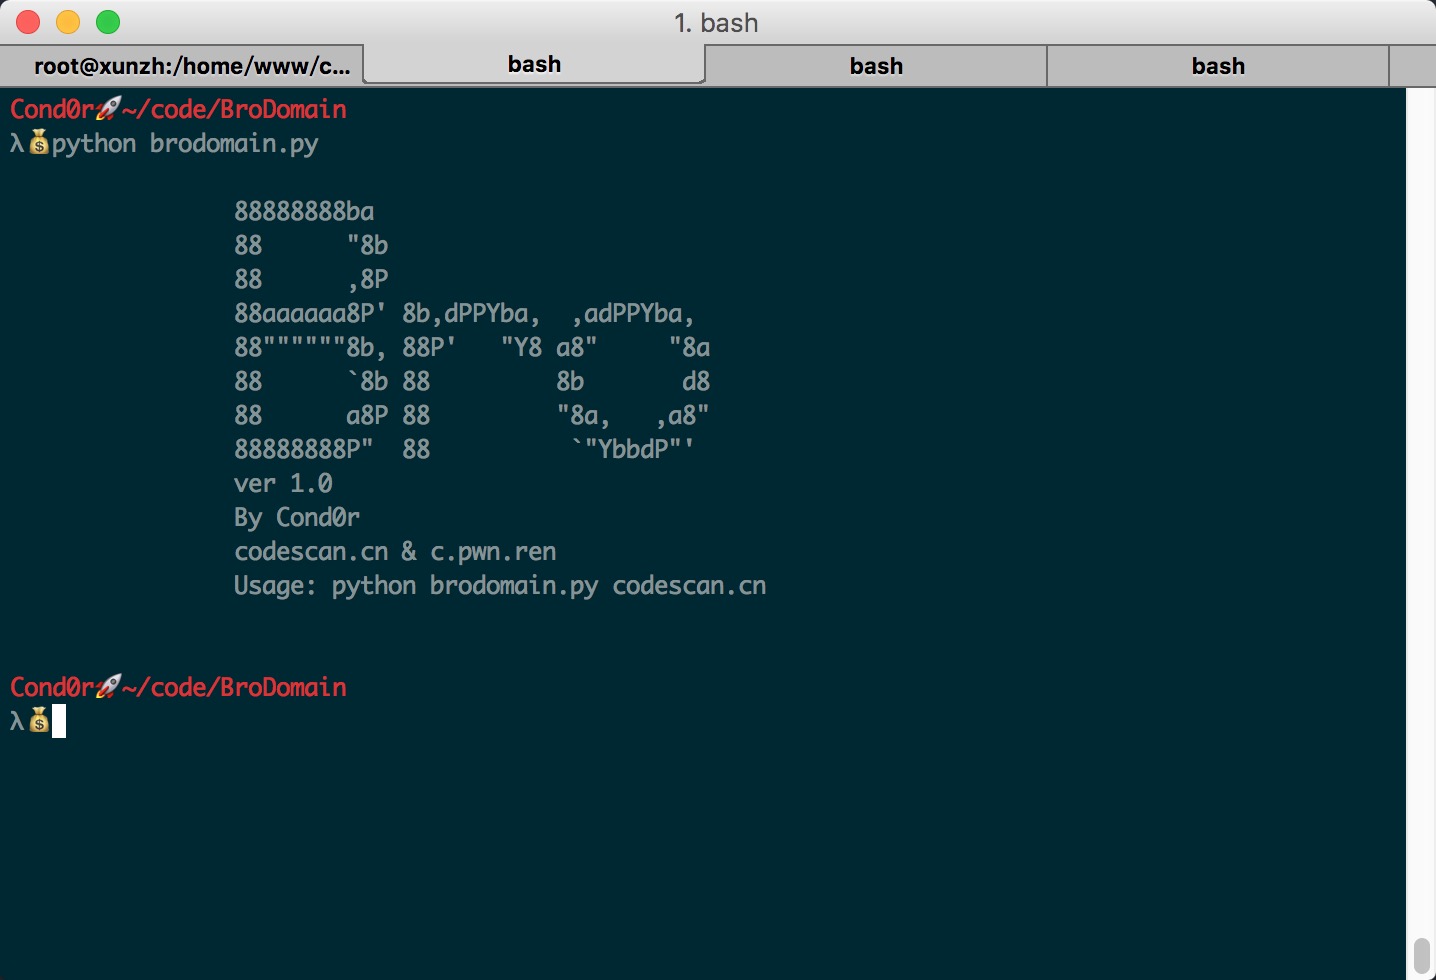 1. bash
root@xunzh:/home/www/c... bash bash bash
Cond0r🚀~/code/BroDomain
λ💰python brodomain.py
                88888888ba
                88      "8b
                88      ,8P
                88aaaaaa8P' 8b,dPPYba,  ,adPPYba,
                88""""""8b, 88P'   "Y8 a8"     "8a
                88      `8b 88         8b       d8
                88      a8P 88         "8a,   ,a8"
                88888888P"  88          `"YbbdP"'
                ver 1.0
                By Cond0r
                codescan.cn & c.pwn.ren
                Usage: python brodomain.py codescan.cn
Cond0r🚀~/code/BroDomain
λ💰